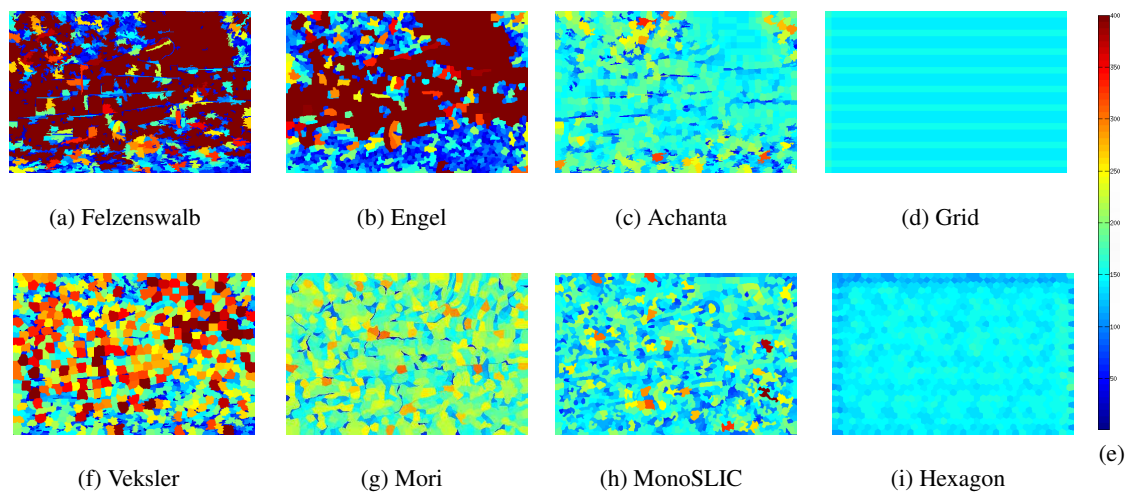 400
350
300
250
200
150
100
50
(a) Felzenswalb
(b) Engel
(c) Achanta
(d) Grid
(e)
(f) Veksler
(g) Mori
(h) MonoSLIC
(i) Hexagon